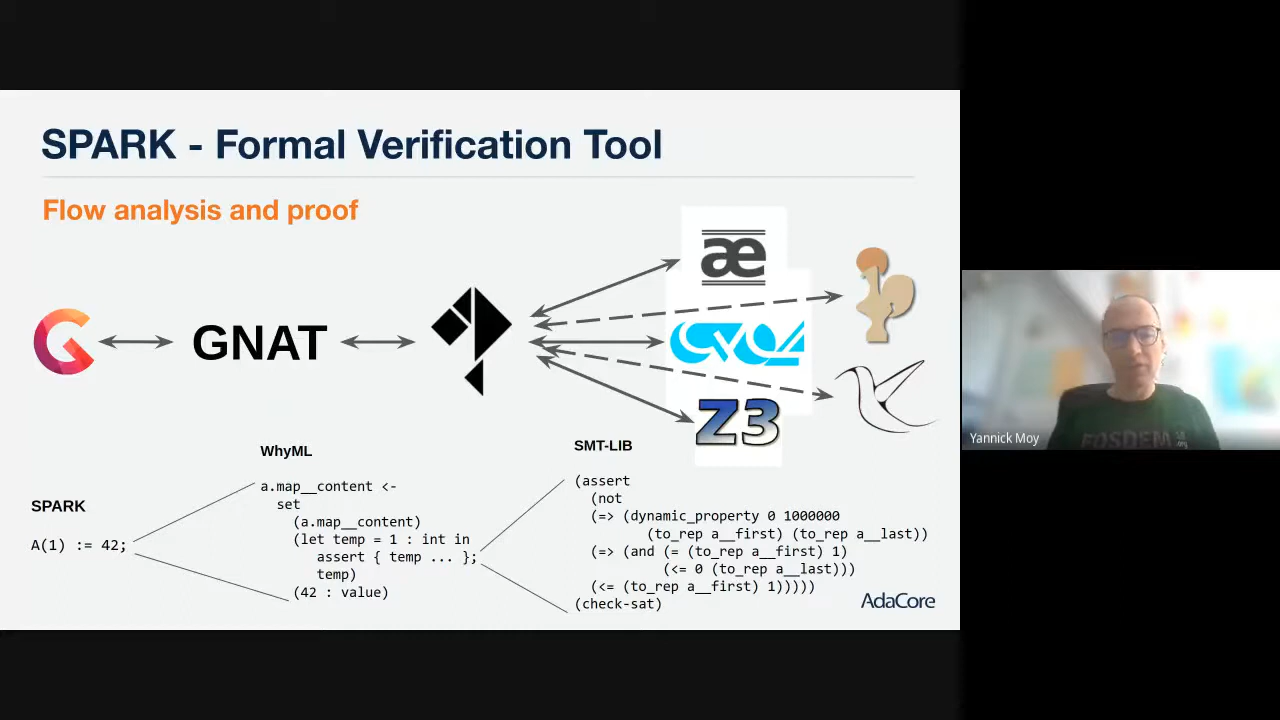 SPARK - Formal Verification Tool
Flow analysis and proof
æ
GNAT
CVC4
Z3
WhyML
SMT-LIB
SPARK
A(1) := 42;
a.map__content <-
set
(a.map__content)
(let temp = 1 : int in
assert { temp ... };
temp)
(42 : value)
(assert
(not
(=> (dynamic_property 0 1000000
(to_rep a__first) (to_rep a__last))
(=> (and (= (to_rep a__first) 1)
(<= 0 (to_rep a__last)))
(<= (to_rep a__first) 1)))))
(check-sat)
AdaCore
FOSDEM
Yannick Moy